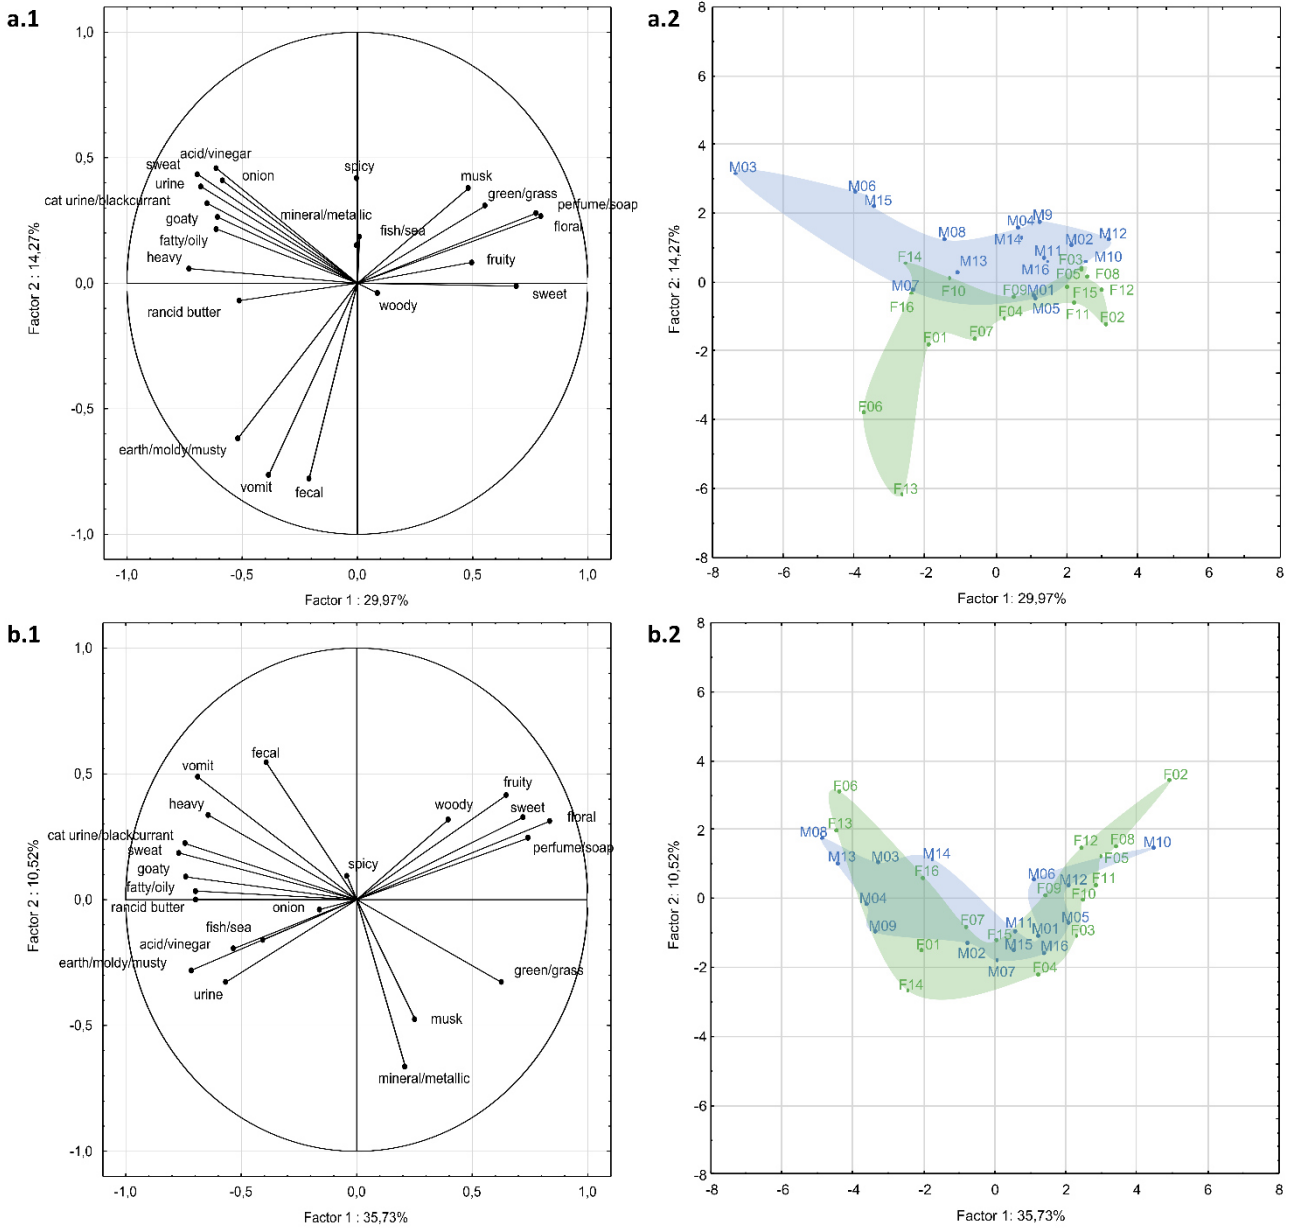 a.1
1,0
0,5
0,0
-0,5
-1,0
Factor 2 : 14,27%
acid/vinegar
sweat
onion
urine
cat urine/blackcurrant
goaty
fatty/oily
heavy
rancid butter
spicy
mineral/metallic
fish/sea
musk
green/grass
perfume/soap
floral
fruity
sweet
woody
earth/moldy/musty
vomit
fecal
-1,0 -0,5 0,0 0,5 1,0
Factor 1 : 29,97%
a.2
8
6
4
2
0
-2
-4
-6
-8
Factor 2: 14,27%
M03
M06
M15
M08
M04 M9
M14
M02
M12
M11
M10
M13
M16
F03
F05
F08
F14
F10
M07
F16
F09
M01
M05
F15
F12
F11
F02
F04
F07
F01
F06
F13
-8 -6 -4 -2 0 2 4 6 8
Factor 1: 29,97%
b.1
1,0
0,5
0,0
-0,5
-1,0
Factor 2: 10,52%
fecal
vomit
heavy
cat urine/blackcurrant
sweat
goaty
fatty/oily
rancid butter
spicy
onion
fish/sea
acid/vinegar
earth/moldy/musty
urine
fruity
woody
sweet
floral
perfume/soap
green/grass
musk
mineral/metallic
-1,0 -0,5 0,0 0,5 1,0
Factor 1 : 35,73%
b.2
8
6
4
2
0
-2
-4
-6
-8
Factor 2: 10,52%
F02
F06
F13
M08
M13
M03
M14
F16
M04
M09
F07
F01
M02
F14
F15
M07
M11
M15
M01
M16
F04
M05
F03
F10
F11
M12
F09
M06
F12
F08
F05
M10
-8 -6 -4 -2 0 2 4 6 8
Factor 1: 35,73%